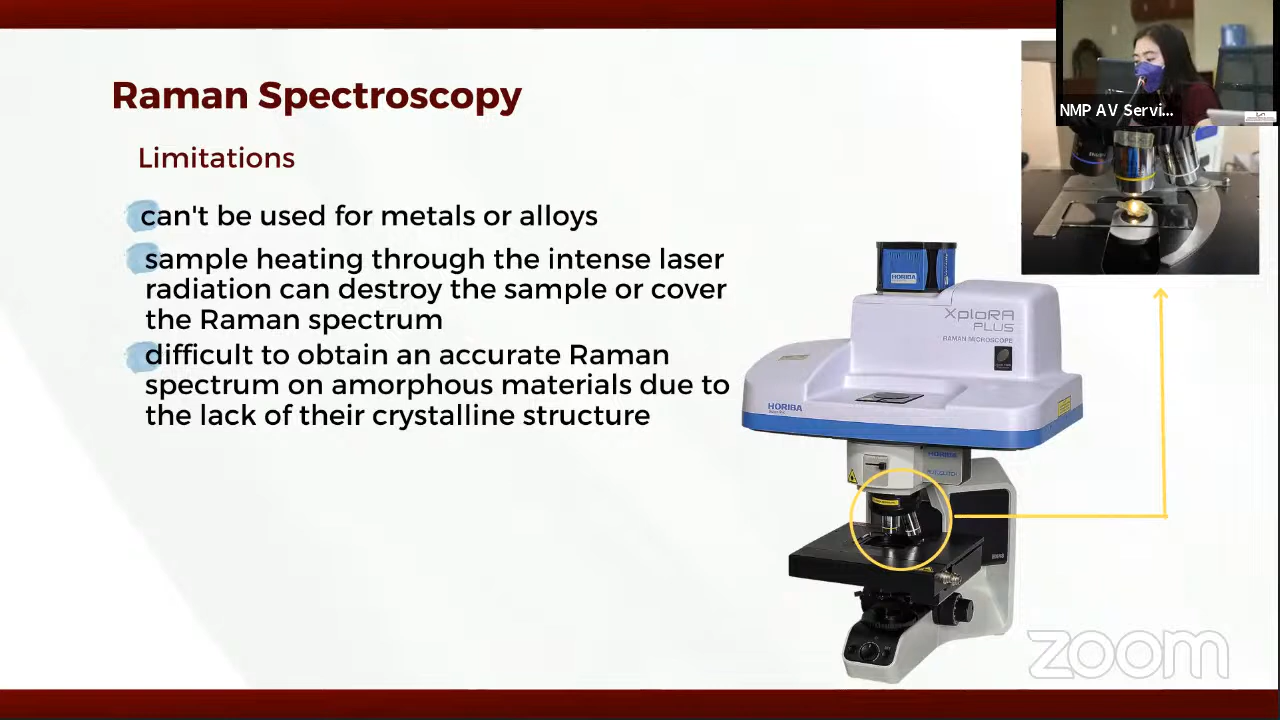 Raman Spectroscopy
Limitations
can't be used for metals or alloys
sample heating through the intense laser
radiation can destroy the sample or cover
the Raman spectrum
difficult to obtain an accurate Raman
spectrum on amorphous materials due to
the lack of their crystalline structure
NMP AV Servi...
HORIBA
XploRA
PLUS
RAMAN MICROSCOPE
HORIBA
HORIBA
zoom